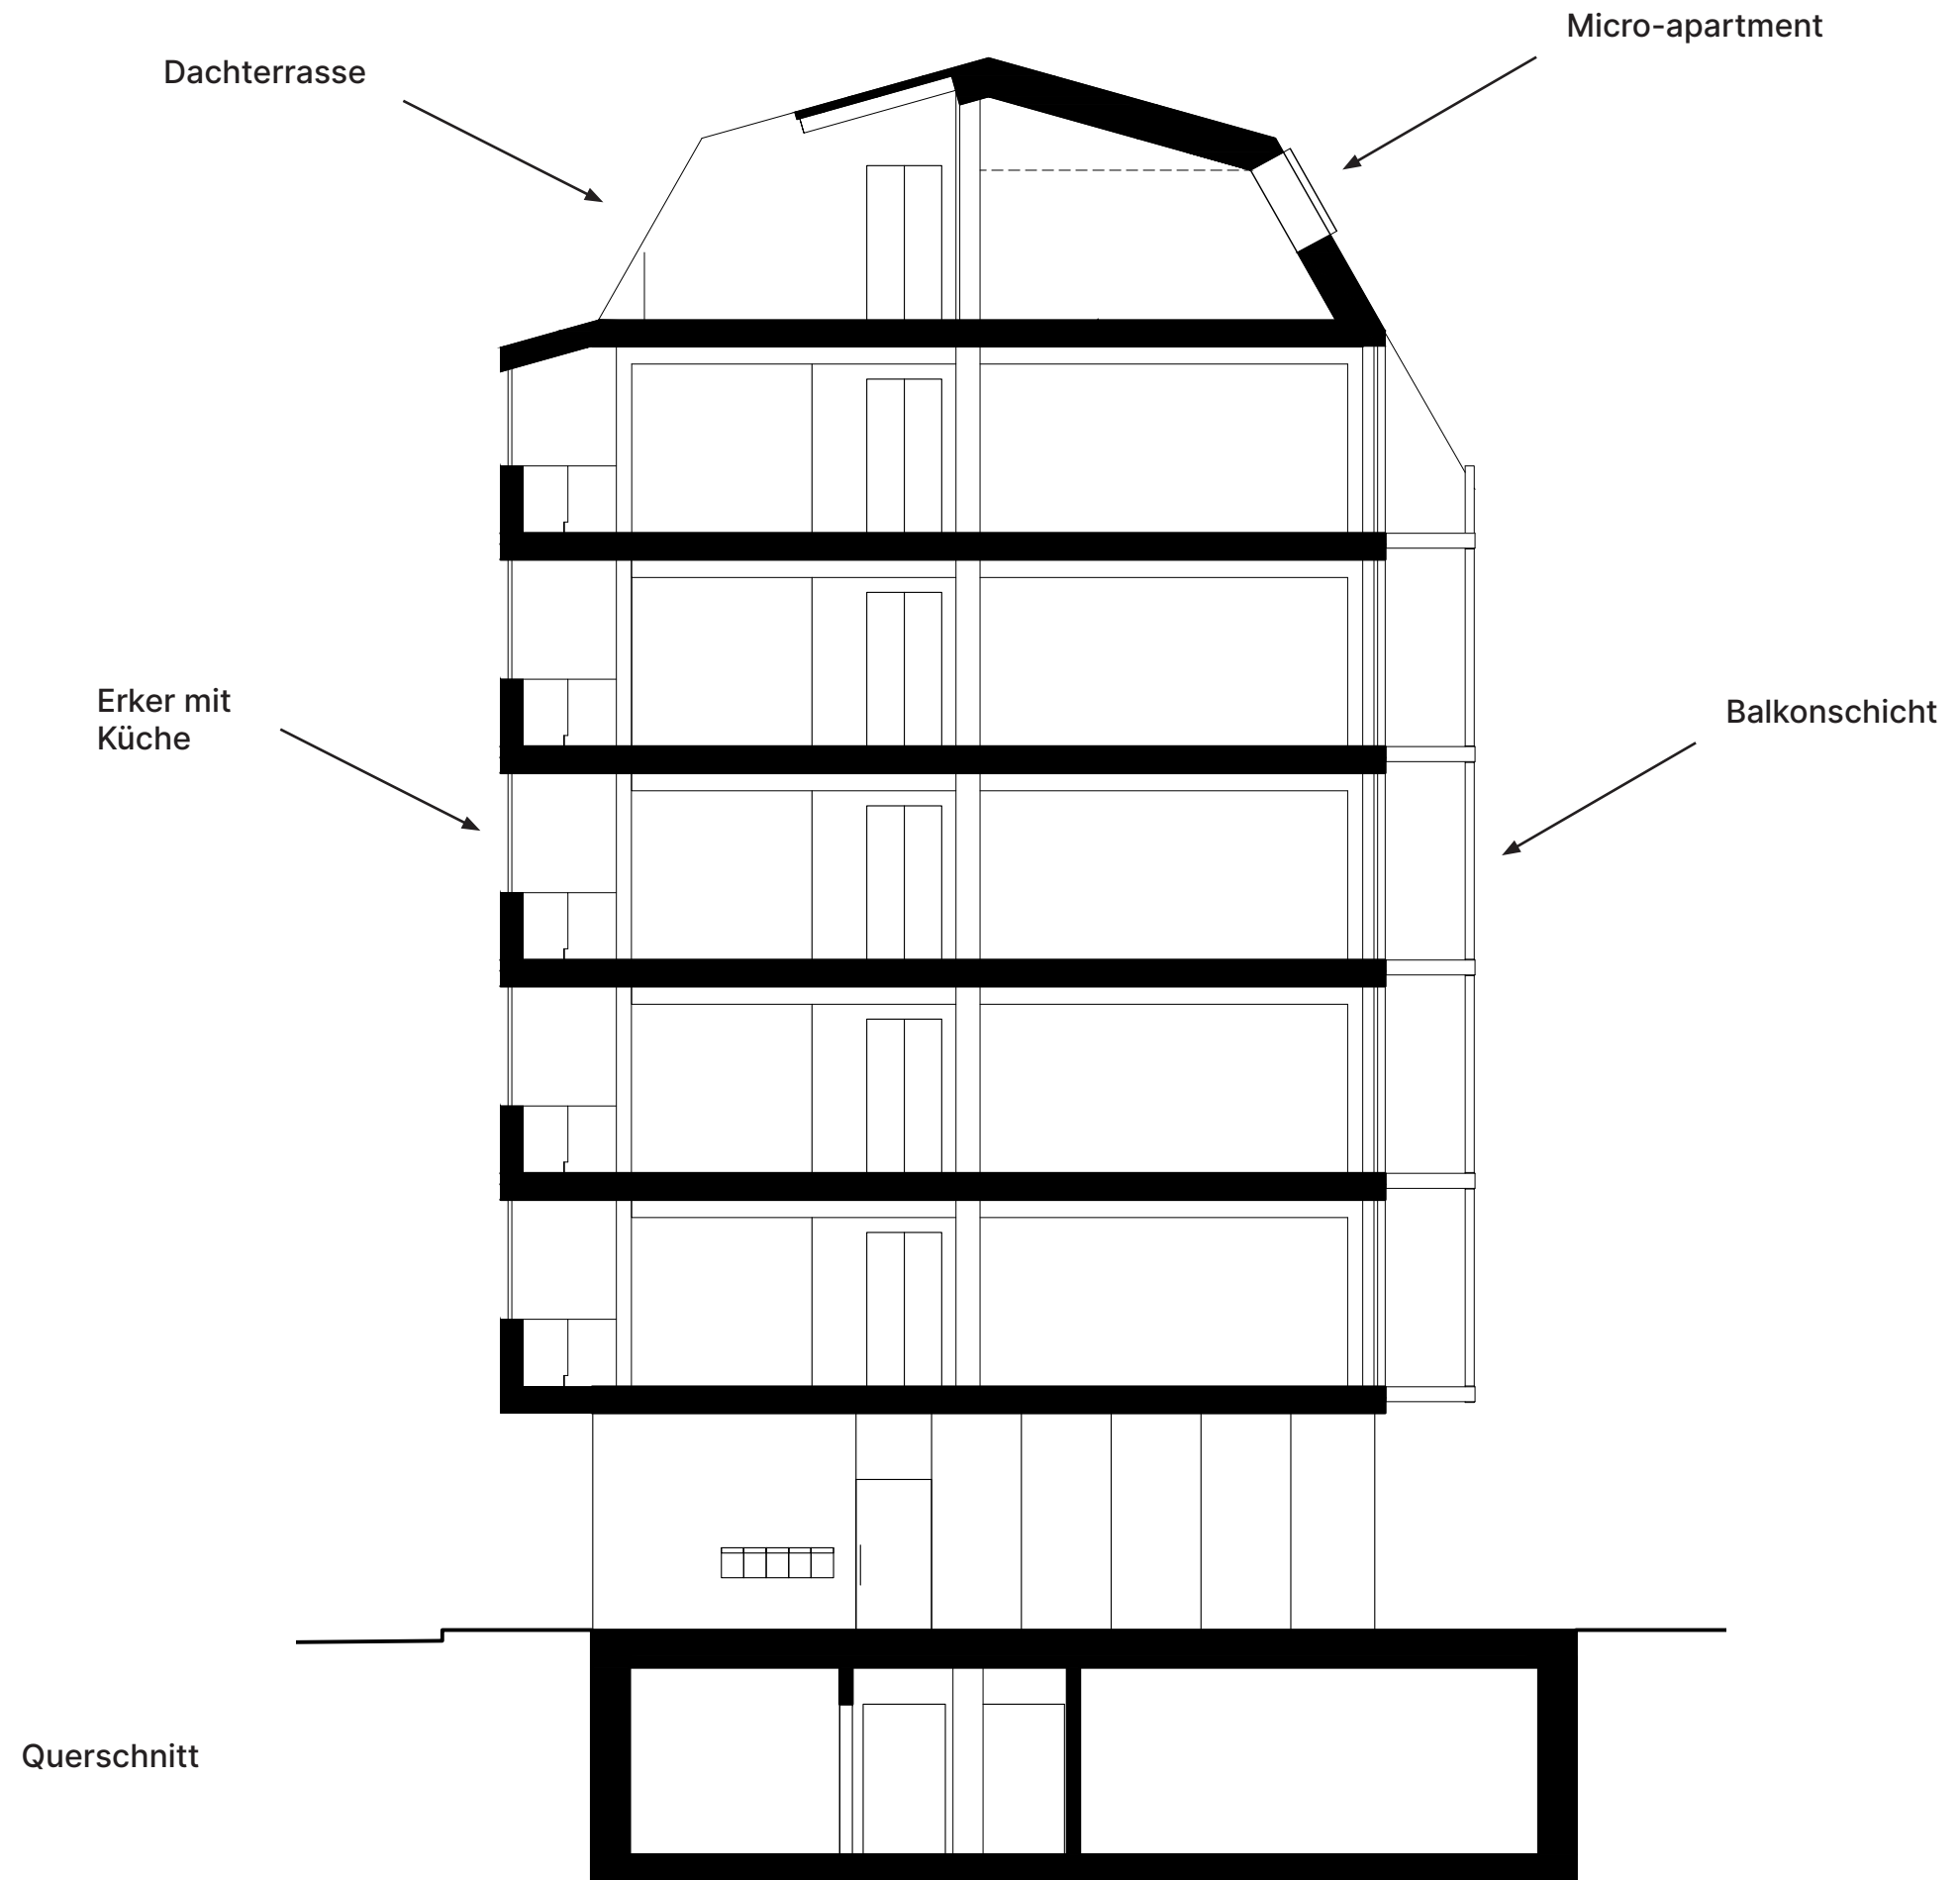 Micro-apartment
Dachterrasse
Erker mit
Küche
Balkonschicht
Querschnitt